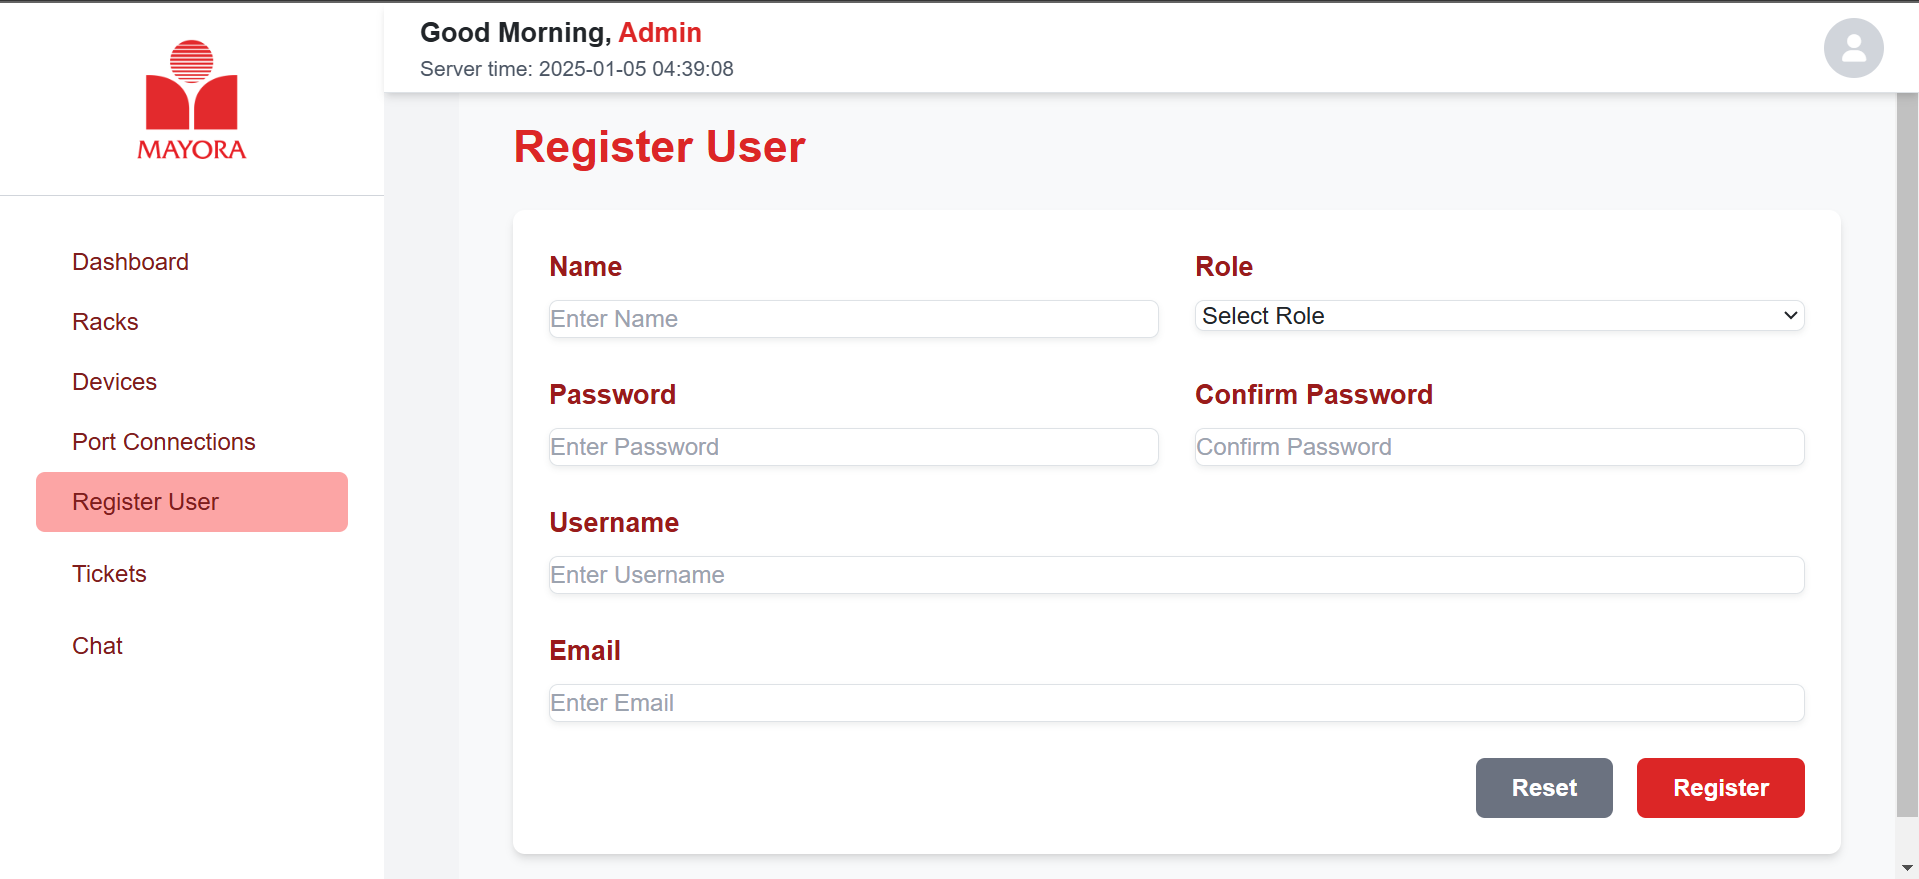 MAYORA
Dashboard
Racks
Devices
Port Connections
Register User
Tickets
Chat
Good Morning, Admin
Server time: 2025-01-05 04:39:08
Register User
Name
Enter Name
Role
Select Role
Password
Enter Password
Confirm Password
Confirm Password
Username
Enter Username
Email
Enter Email
Reset
Register